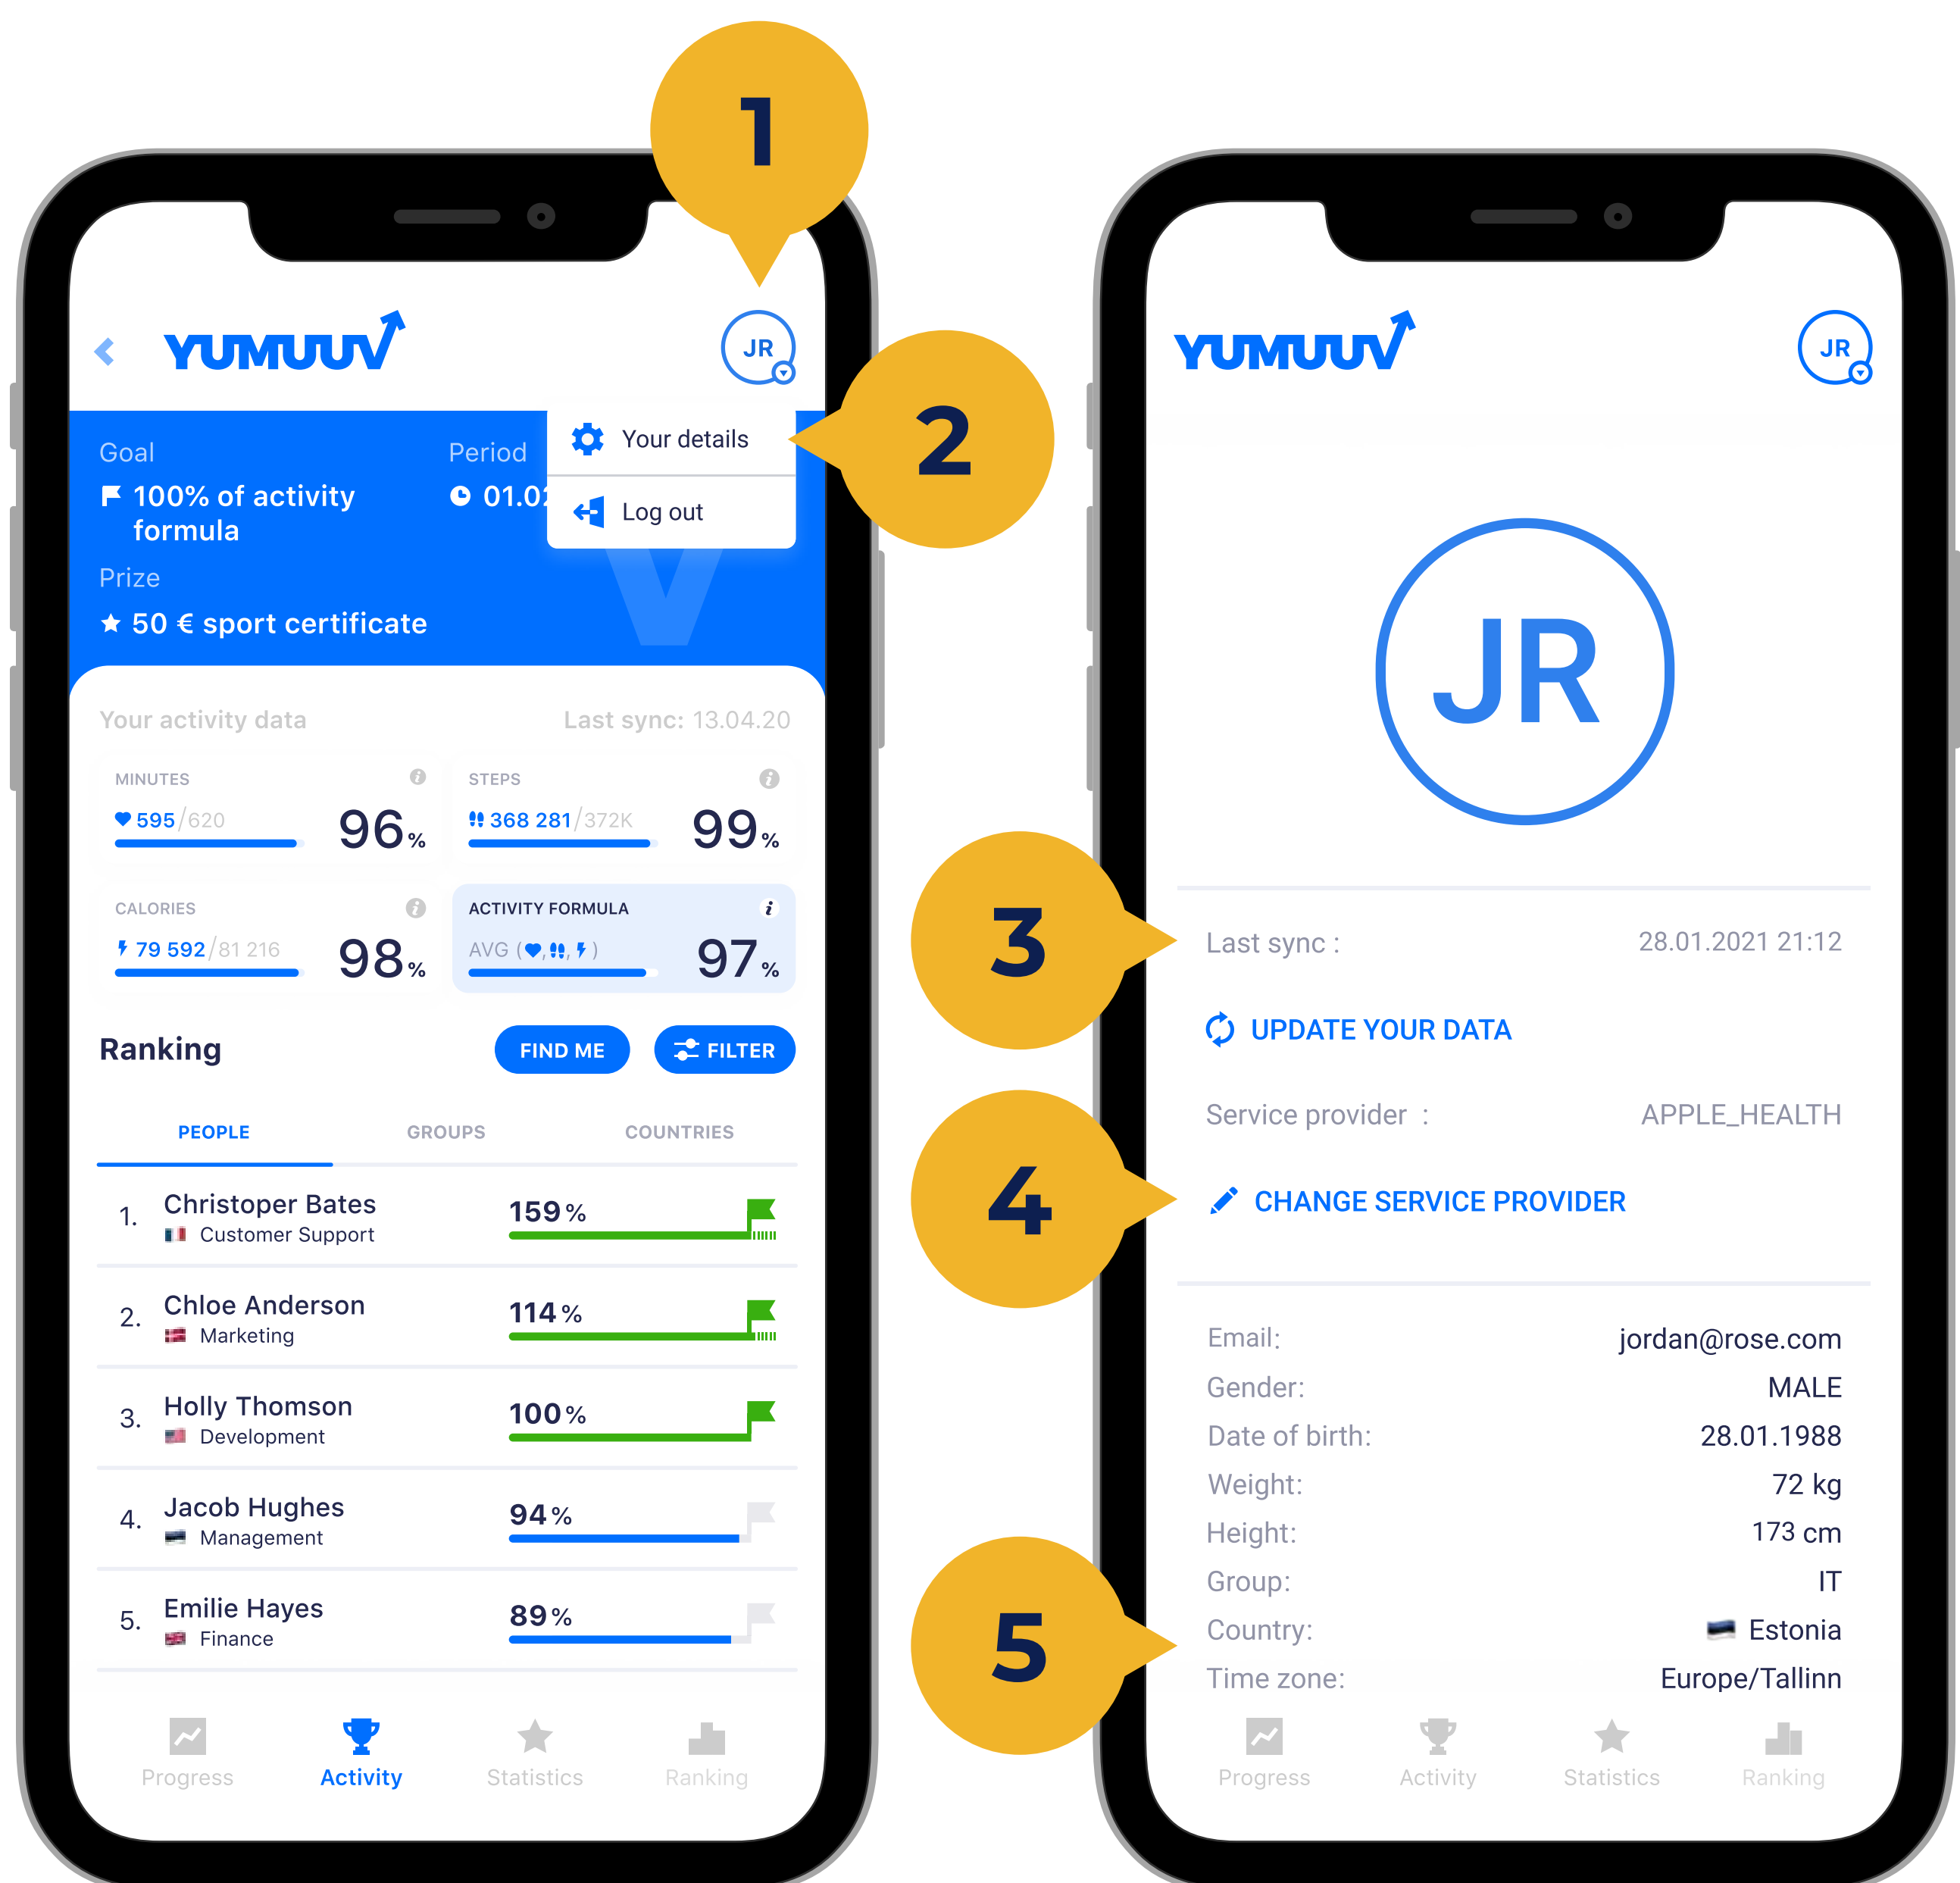 1
YUMUUV
JR
2
Your details
Log out
Goal
Period
100% of activity
formula
01.02
Prize
50 € sport certificate
V
Your activity data
Last sync: 13.04.20
MINUTES
595/620
96%
STEPS
368 281/372K
99%
CALORIES
79 592/81 216
98%
ACTIVITY FORMULA
AVG ( , , )
97%
Ranking
FIND ME
FILTER
PEOPLE
GROUPS
COUNTRIES
1.
Christoper Bates
Customer Support
159%
2.
Chloe Anderson
Marketing
114%
3.
Holly Thomson
Development
100%
4.
Jacob Hughes
Management
94%
5.
Emilie Hayes
Finance
89%
Progress
Activity
Statistics
Ranking
YUMUUV
JR
JR
3
Last sync :
28.01.2021 21:12
UPDATE YOUR DATA
Service provider :
APPLE_HEALTH
4
CHANGE SERVICE PROVIDER
Email:
jordan@rose.com
Gender:
MALE
Date of birth:
28.01.1988
Weight:
72 kg
Height:
173 cm
Group:
IT
5
Country:
Estonia
Time zone:
Europe/Tallinn
Progress
Activity
Statistics
Ranking